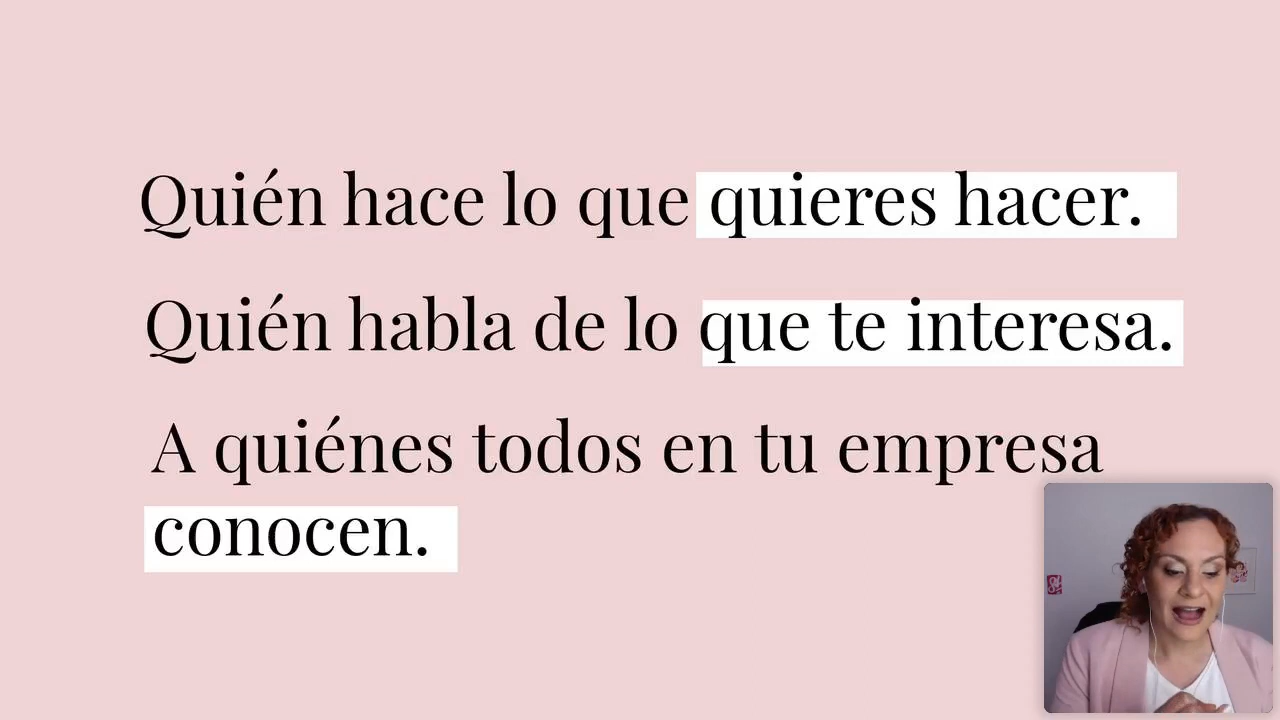 Quién hace lo que quieres hacer.
Quién habla de lo que te interesa.
A quiénes todos en tu empresa
conocen.